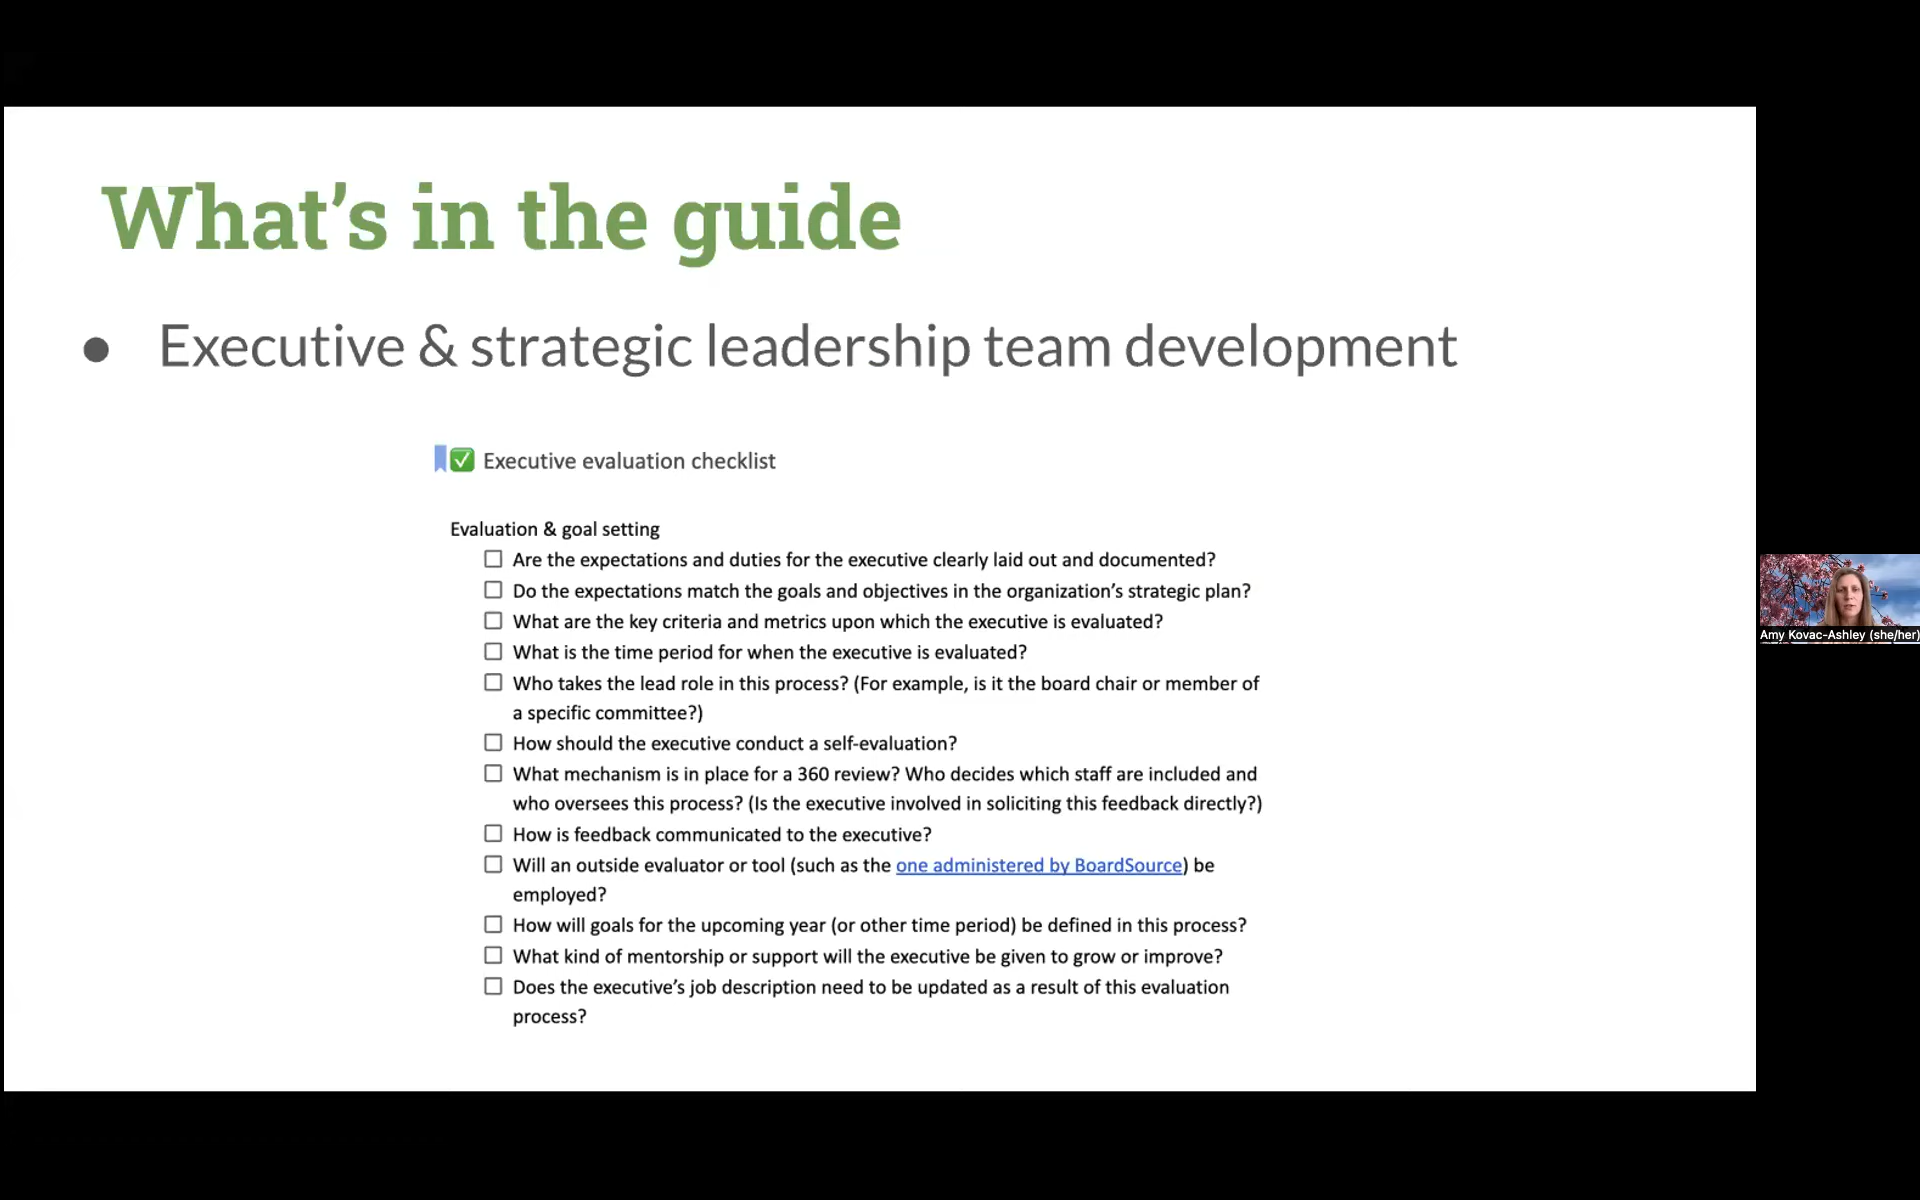 What's in the guide
● Executive & strategic leadership team development
Executive evaluation checklist
Evaluation & goal setting
Are the expectations and duties for the executive clearly laid out and documented?
Do the expectations match the goals and objectives in the organization's strategic plan?
What are the key criteria and metrics upon which the executive is evaluated?
What is the time period for when the executive is evaluated?
Who takes the lead role in this process? (For example, is it the board chair or member of
a specific committee?)
How should the executive conduct a self-evaluation?
What mechanism is in place for a 360 review? Who decides which staff are included and
who oversees this process? (Is the executive involved in soliciting this feedback directly?)
How is feedback communicated to the executive?
Will an outside evaluator or tool (such as the one administered by BoardSource) be
employed?
How will goals for the upcoming year (or other time period) be defined in this process?
What kind of mentorship or support will the executive be given to grow or improve?
Does the executive's job description need to be updated as a result of this evaluation
process?
Amy Kovac-Ashley (she/her)